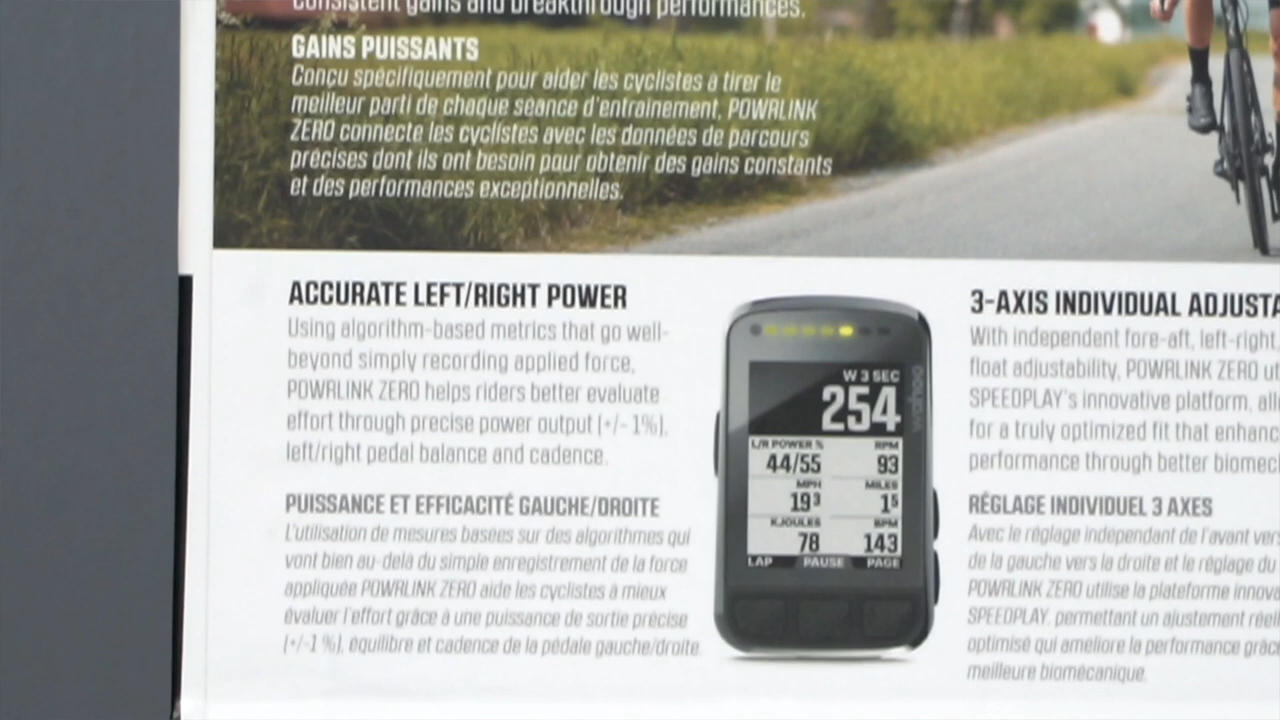 consistent gains and breakthrough performances.
GAINS PUISSANTS
Conçu spécifiquement pour aider les cyclistes à tirer le
meilleur parti de chaque séance d'entraînement, POWRLINK
ZERO connecte les cyclistes avec les données de parcours
précises dont ils ont besoin pour obtenir des gains constants
et des performances exceptionnelles.
ACCURATE LEFT/RIGHT POWER
Using algorithm-based metrics that go well-
beyond simply recording applied force,
POWRLINK ZERO helps riders better evaluate
effort through precise power output (+/- 1%),
left/right pedal balance and cadence.
PUISSANCE ET EFFICACITÉ GAUCHE/DROITE
L'utilisation de mesures basées sur des algorithmes qui
vont bien au-delà du simple enregistrement de la force
appliquée POWRLINK ZERO aide les cyclistes à mieux
évaluer l'effort grâce à une puissance de sortie précise
(+/-1 %), équilibre et cadence de la pédale gauche/droite.
W 3 SEC
254
wahoo
L/R POWER % RPM
44/55 93
MPH MILES
19³ 1⁵
KJOULES BPM
78 143
LAP PAUSE PAGE
3-AXIS INDIVIDUAL ADJUSTA
With independent fore-aft, left-right,
float adjustability, POWRLINK ZERO ut
SPEEDPLAY's innovative platform, all
for a truly optimized fit that enhanc
performance through better biomec
RÉGLAGE INDIVIDUEL 3 AXES
Avec le réglage indépendant de l'avant vers
de la gauche vers la droite et le réglage du
POWRLINK ZERO utilise la plateforme innova
SPEEDPLAY, permettant un ajustement réel
optimisé qui améliore la performance grâc
meilleure biomécanique.